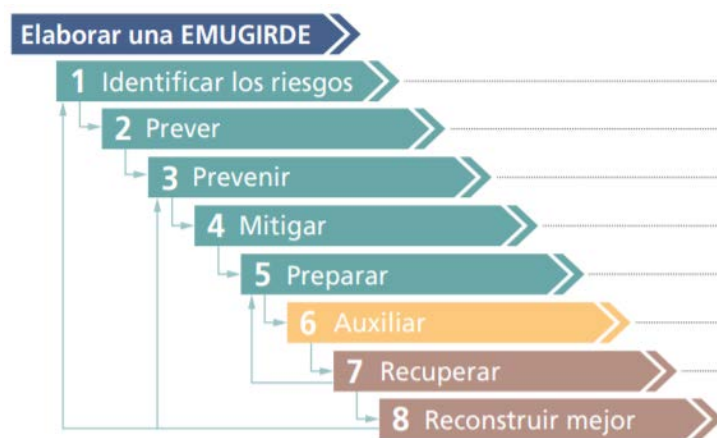 Elaborar una EMUGIRDE
1 Identificar los riesgos
2 Prever
3 Prevenir
4 Mitigar
5 Preparar
6 Auxiliar
7 Recuperar
8 Reconstruir mejor